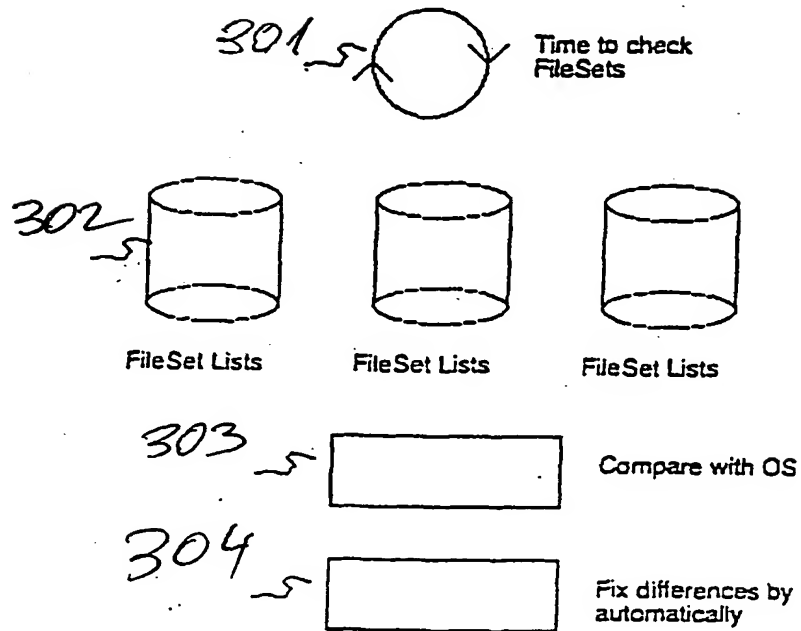 301
Time to check
FileSets
302
FileSet Lists
FileSet Lists
FileSet Lists
303
Compare with OS
304
Fix differences by
automatically